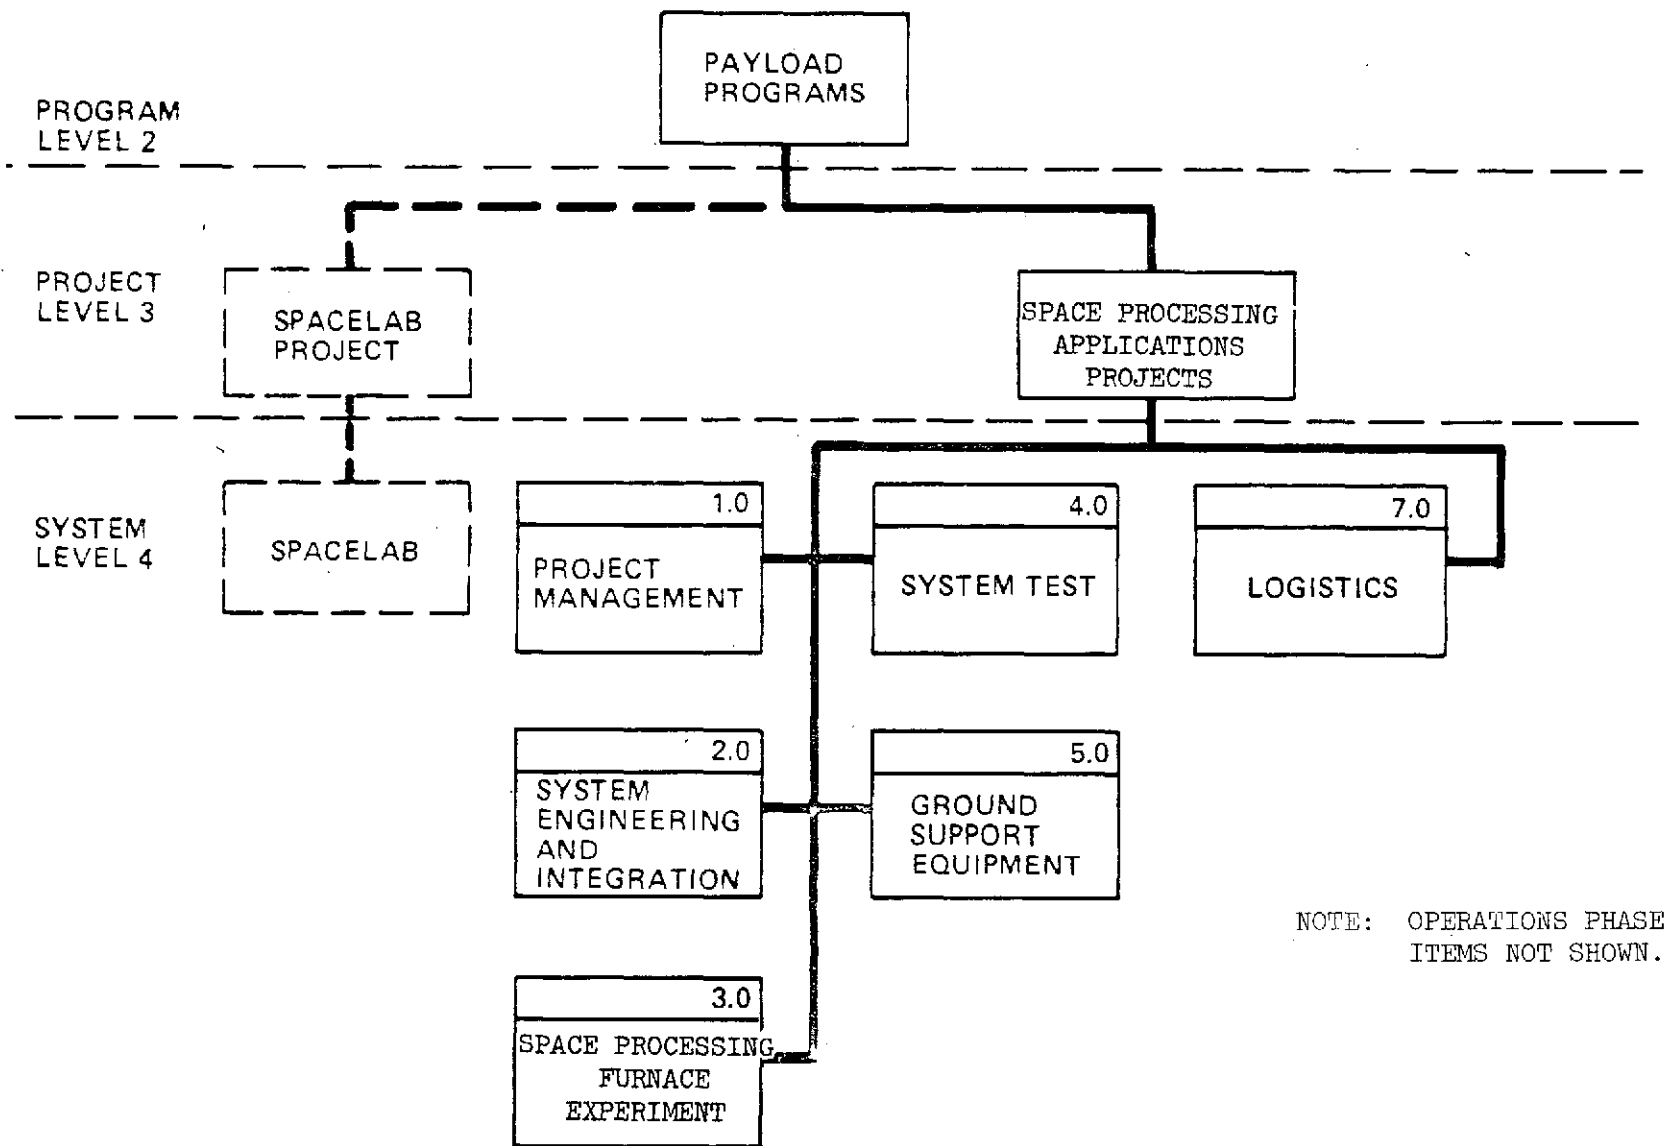 PAYLOAD
PROGRAMS
PROGRAM
LEVEL 2
PROJECT
LEVEL 3
SPACELAB
PROJECT
SPACE PROCESSING
APPLICATIONS
PROJECTS
SYSTEM
LEVEL 4
SPACELAB
1.0
PROJECT
MANAGEMENT
4.0
SYSTEM TEST
7.0
LOGISTICS
2.0
SYSTEM
ENGINEERING
AND
INTEGRATION
5.0
GROUND
SUPPORT
EQUIPMENT
NOTE: OPERATIONS PHASE
ITEMS NOT SHOWN.
3.0
SPACE PROCESSING
FURNACE
EXPERIMENT